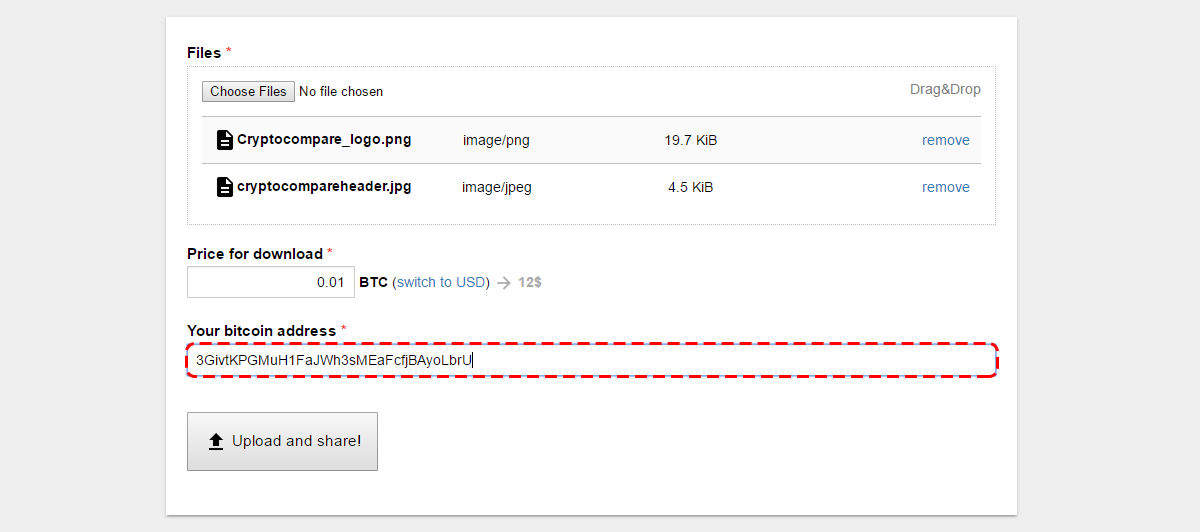 Files *
Choose Files No file chosen Drag&Drop
Cryptocompare_logo.png image/png 19.7 KiB remove
cryptocompareheader.jpg image/jpeg 4.5 KiB remove
Price for download *
0.01 BTC (switch to USD) → 12$
Your bitcoin address *
3GivtKPGMuH1FaJWh3sMEaFcfjBAyoLbrU
Upload and share!